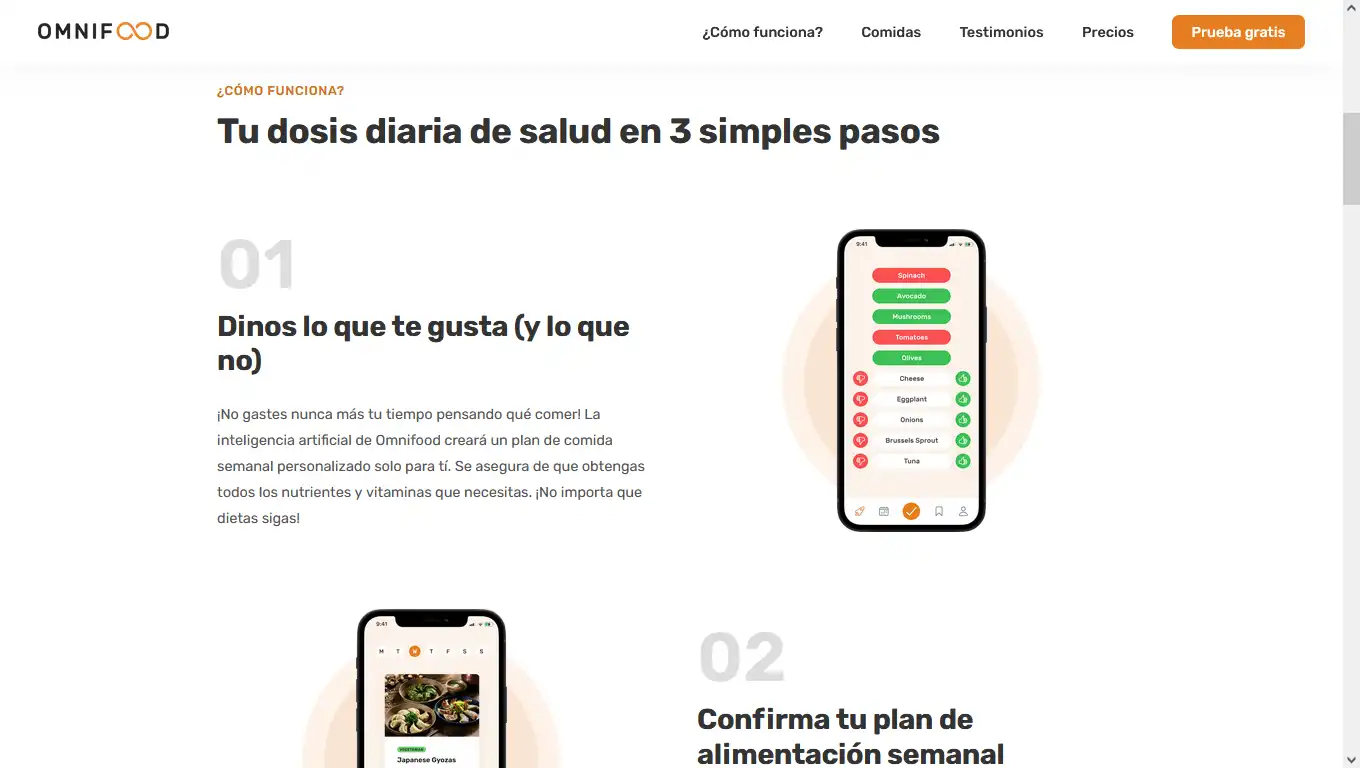 OMNIFOOD
¿Cómo funciona? Comidas Testimonios Precios Prueba gratis
¿CÓMO FUNCIONA?
Tu dosis diaria de salud en 3 simples pasos
01
Dinos lo que te gusta (y lo que
no)
¡No gastes nunca más tu tiempo pensando qué comer! La
inteligencia artificial de Omnifood creará un plan de comida
semanal personalizado solo para tí. Se asegura de que obtengas
todos los nutrientes y vitaminas que necesitas. ¡No importa que
dietas sigas!
9:41
Spinach
Avocado
Mushrooms
Tomatoes
Olives
Cheese
Eggplant
Onions
Brussels Sprout
Tuna
9:41
M T W T F S S
VEGETARIAN
Japanese Gyozas
02
Confirma tu plan de
alimentación semanal